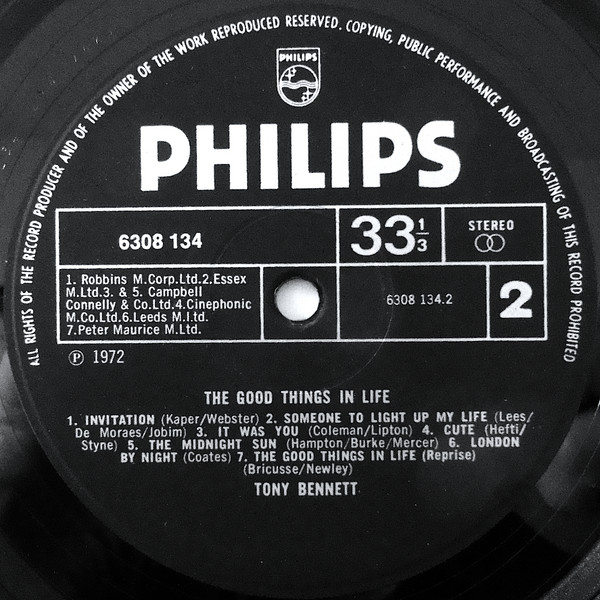 ALL RIGHTS OF THE RECORD PRODUCER AND OF THE OWNER OF THE WORK REPRODUCED RESERVED. COPYING, PUBLIC PERFORMANCE AND BROADCASTING OF THIS RECORD PROHIBITED
PHILIPS
PHILIPS
6308 134
33 1/3
STEREO
1. Robbins M.Corp.Ltd.2.Essex
M.Ltd.3. & 5. Campbell
Connelly & Co.Ltd.4.Cinephonic
M.Co.Ltd.6.Leeds M.Ltd.
7.Peter Maurice M.Ltd.
6308 134.2
2
℗ 1972
THE GOOD THINGS IN LIFE
1. INVITATION (Kaper/Webster) 2. SOMEONE TO LIGHT UP MY LIFE (Lees/
De Moraes/Jobim) 3. IT WAS YOU (Coleman/Lipton) 4. CUTE (Hefti/
Styne) 5. THE MIDNIGHT SUN (Hampton/Burke/Mercer) 6. LONDON
BY NIGHT (Coates) 7. THE GOOD THINGS IN LIFE (Reprise)
(Bricusse/Newley)
TONY BENNETT